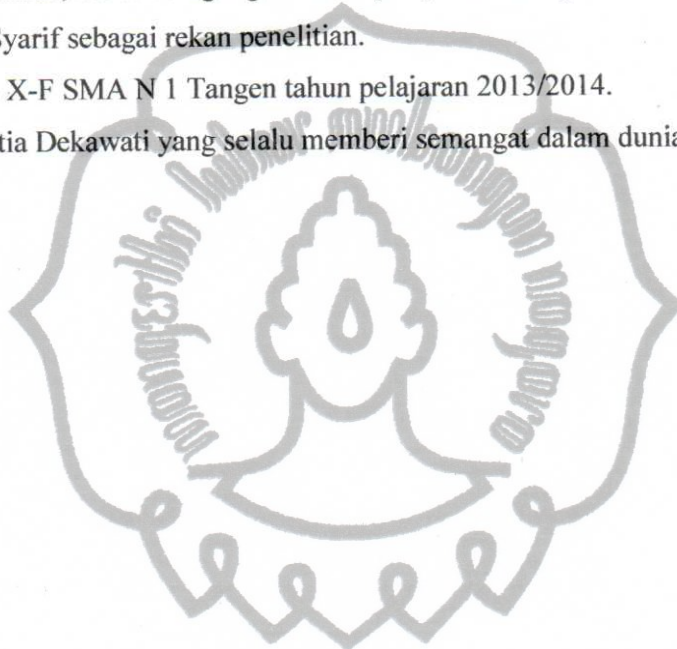 Syarif sebagai rekan penelitian.
X-F SMA N 1 Tangen tahun pelajaran 2013/2014.
tia Dekawati yang selalu memberi semangat dalam dunia